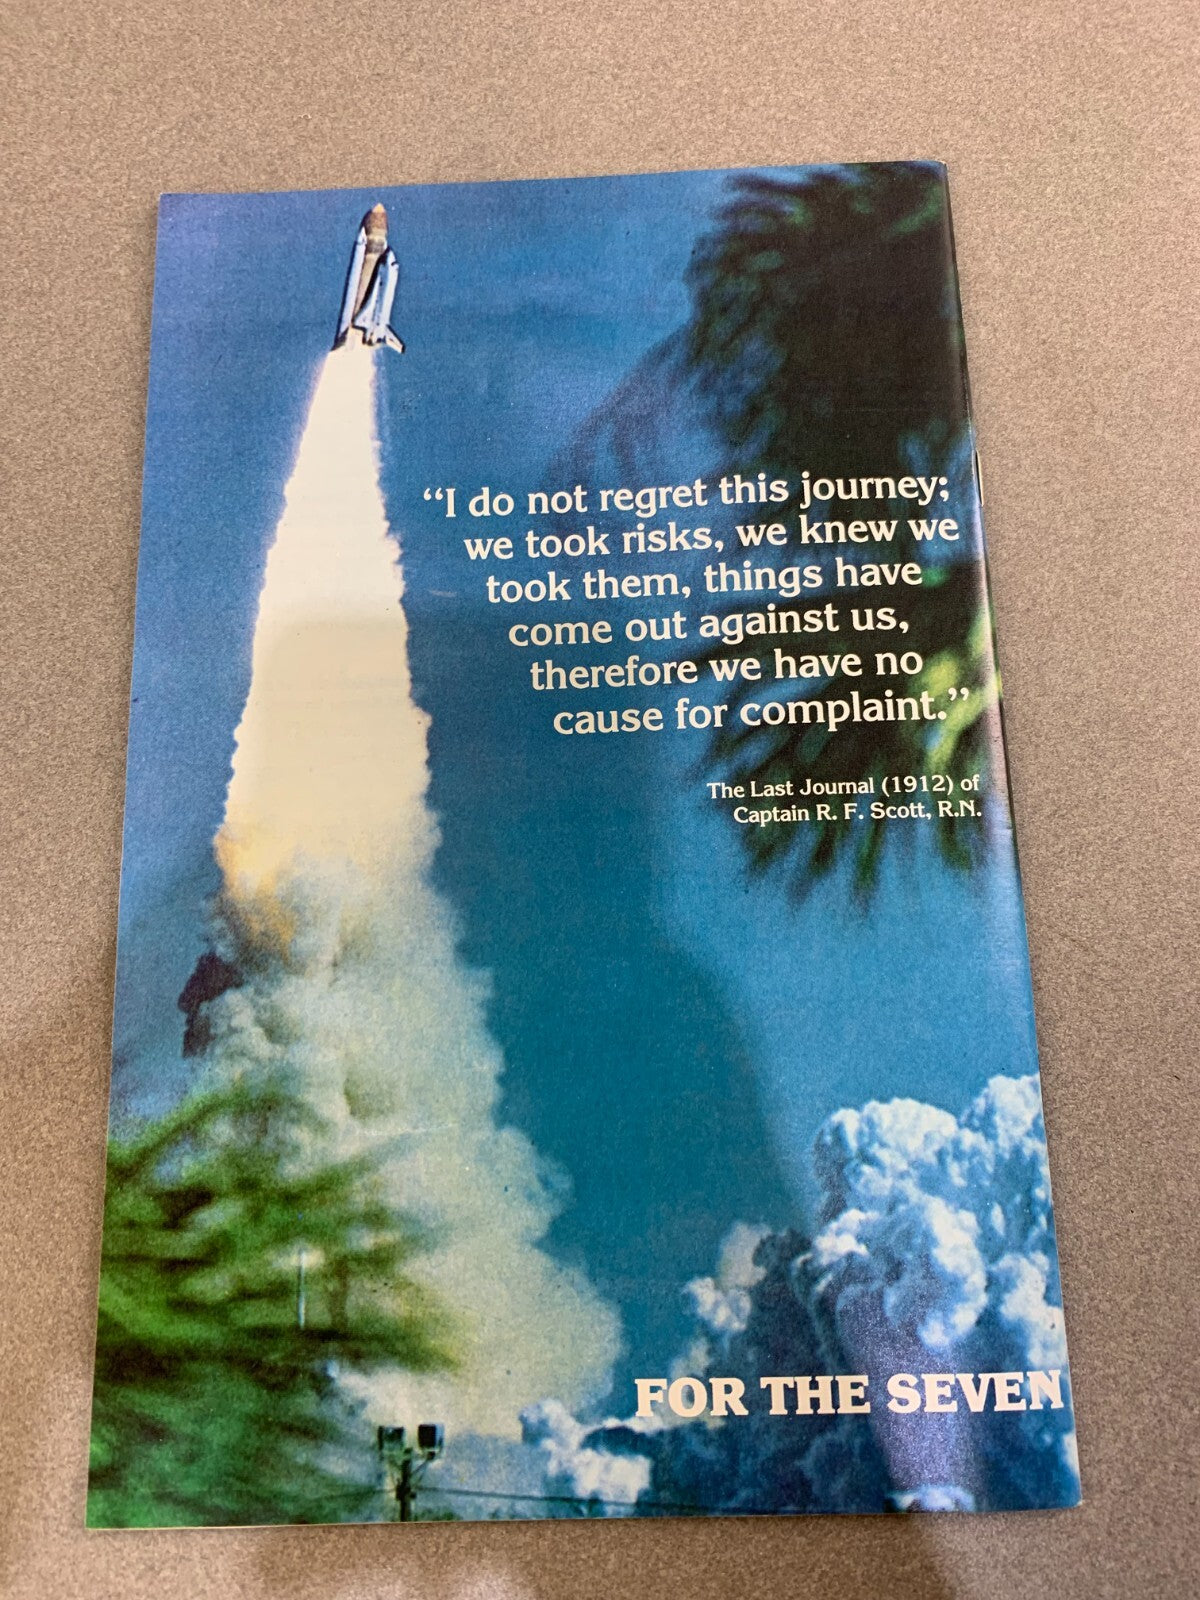 “I do not regret this journey;
we took risks, we knew we
took them, things have
come out against us,
therefore we have no
cause for complaint.”
The Last Journal (1912) of
Captain R. F. Scott, R.N.
FOR THE SEVEN